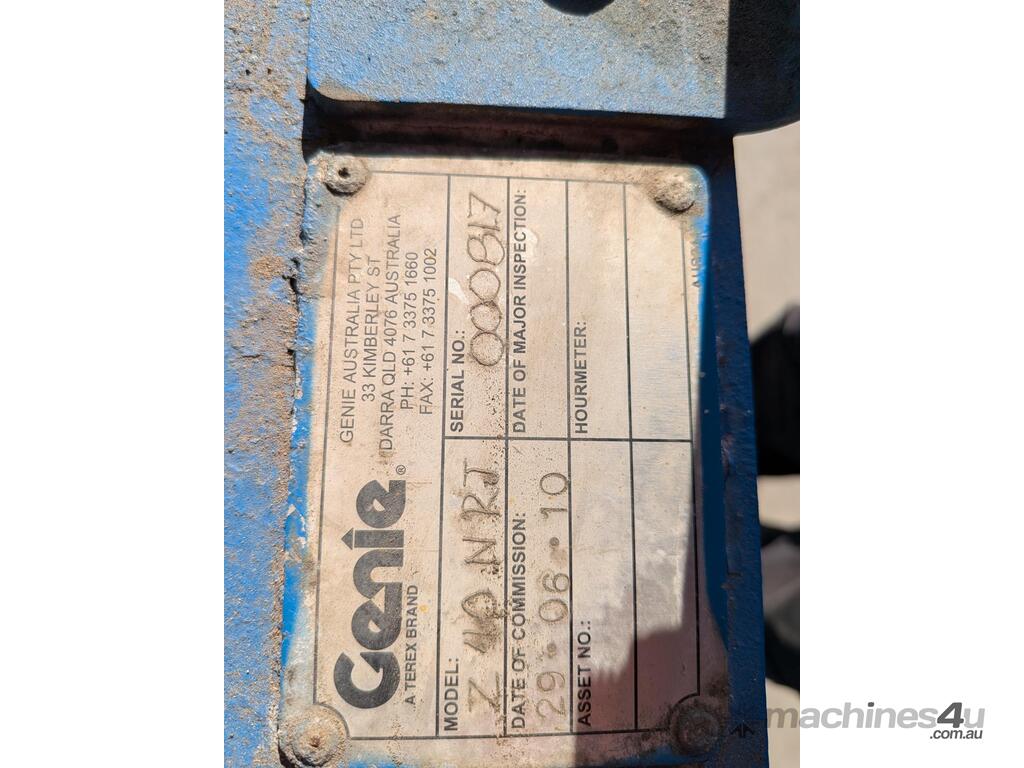 Genie®
A TEREX BRAND
GENIE AUSTRALIA PTY LTD
33 KIMBERLEY ST
DARRA QLD 4076 AUSTRALIA
PH: +61 7 3375 1660
FAX: +61 7 3375 1002
MODEL: Z 40 N RJ
SERIAL NO.: 000817
DATE OF COMMISSION: 29·06·10
DATE OF MAJOR INSPECTION:
ASSET NO.:
HOURMETER:
machines4u
.com.au